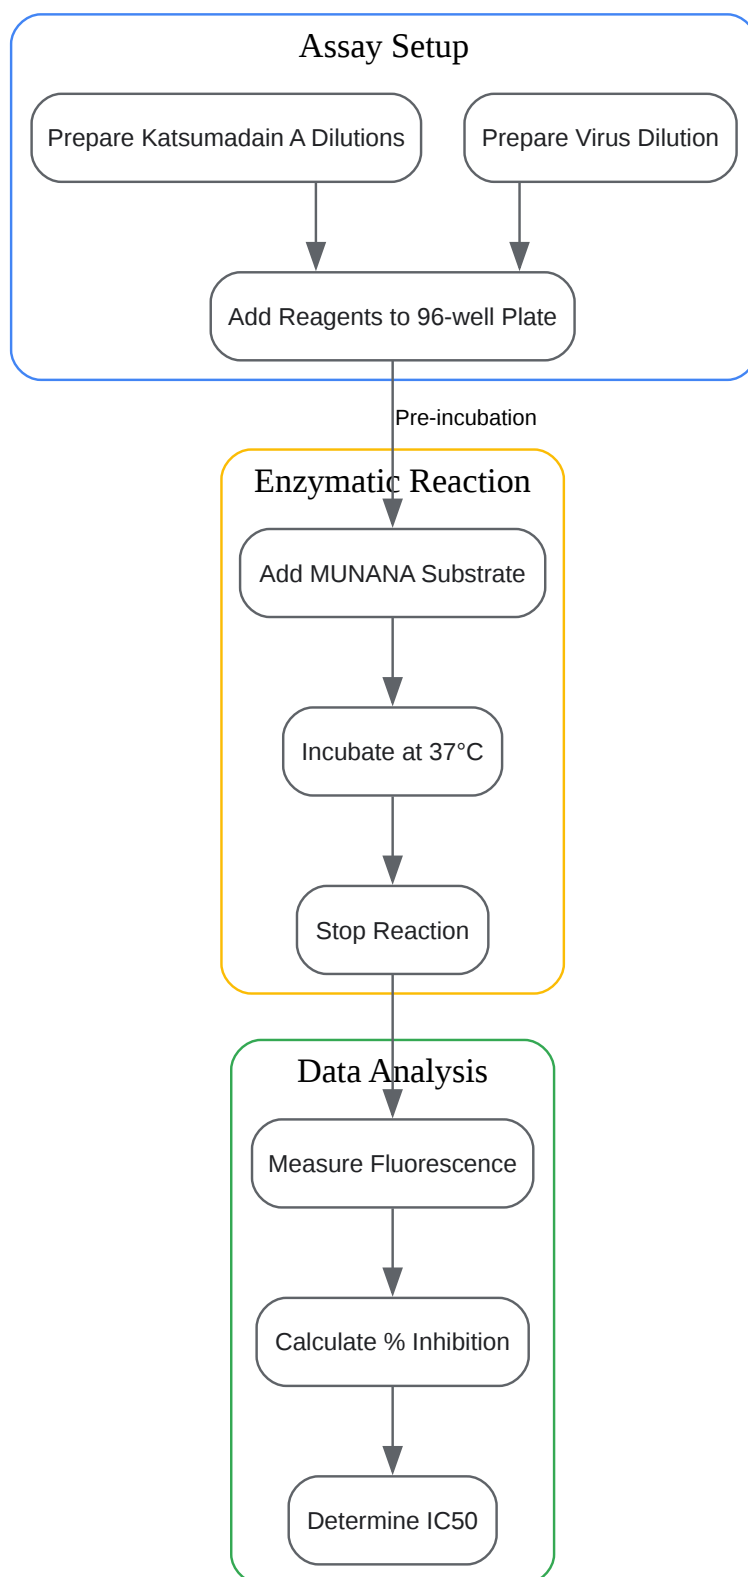 Assay Setup
Prepare Katsumadain A Dilutions
Prepare Virus Dilution
Add Reagents to 96-well Plate
Pre-incubation
Enzymatic Reaction
Add MUNANA Substrate
Incubate at 37°C
Stop Reaction
Data Analysis
Measure Fluorescence
Calculate % Inhibition
Determine IC50